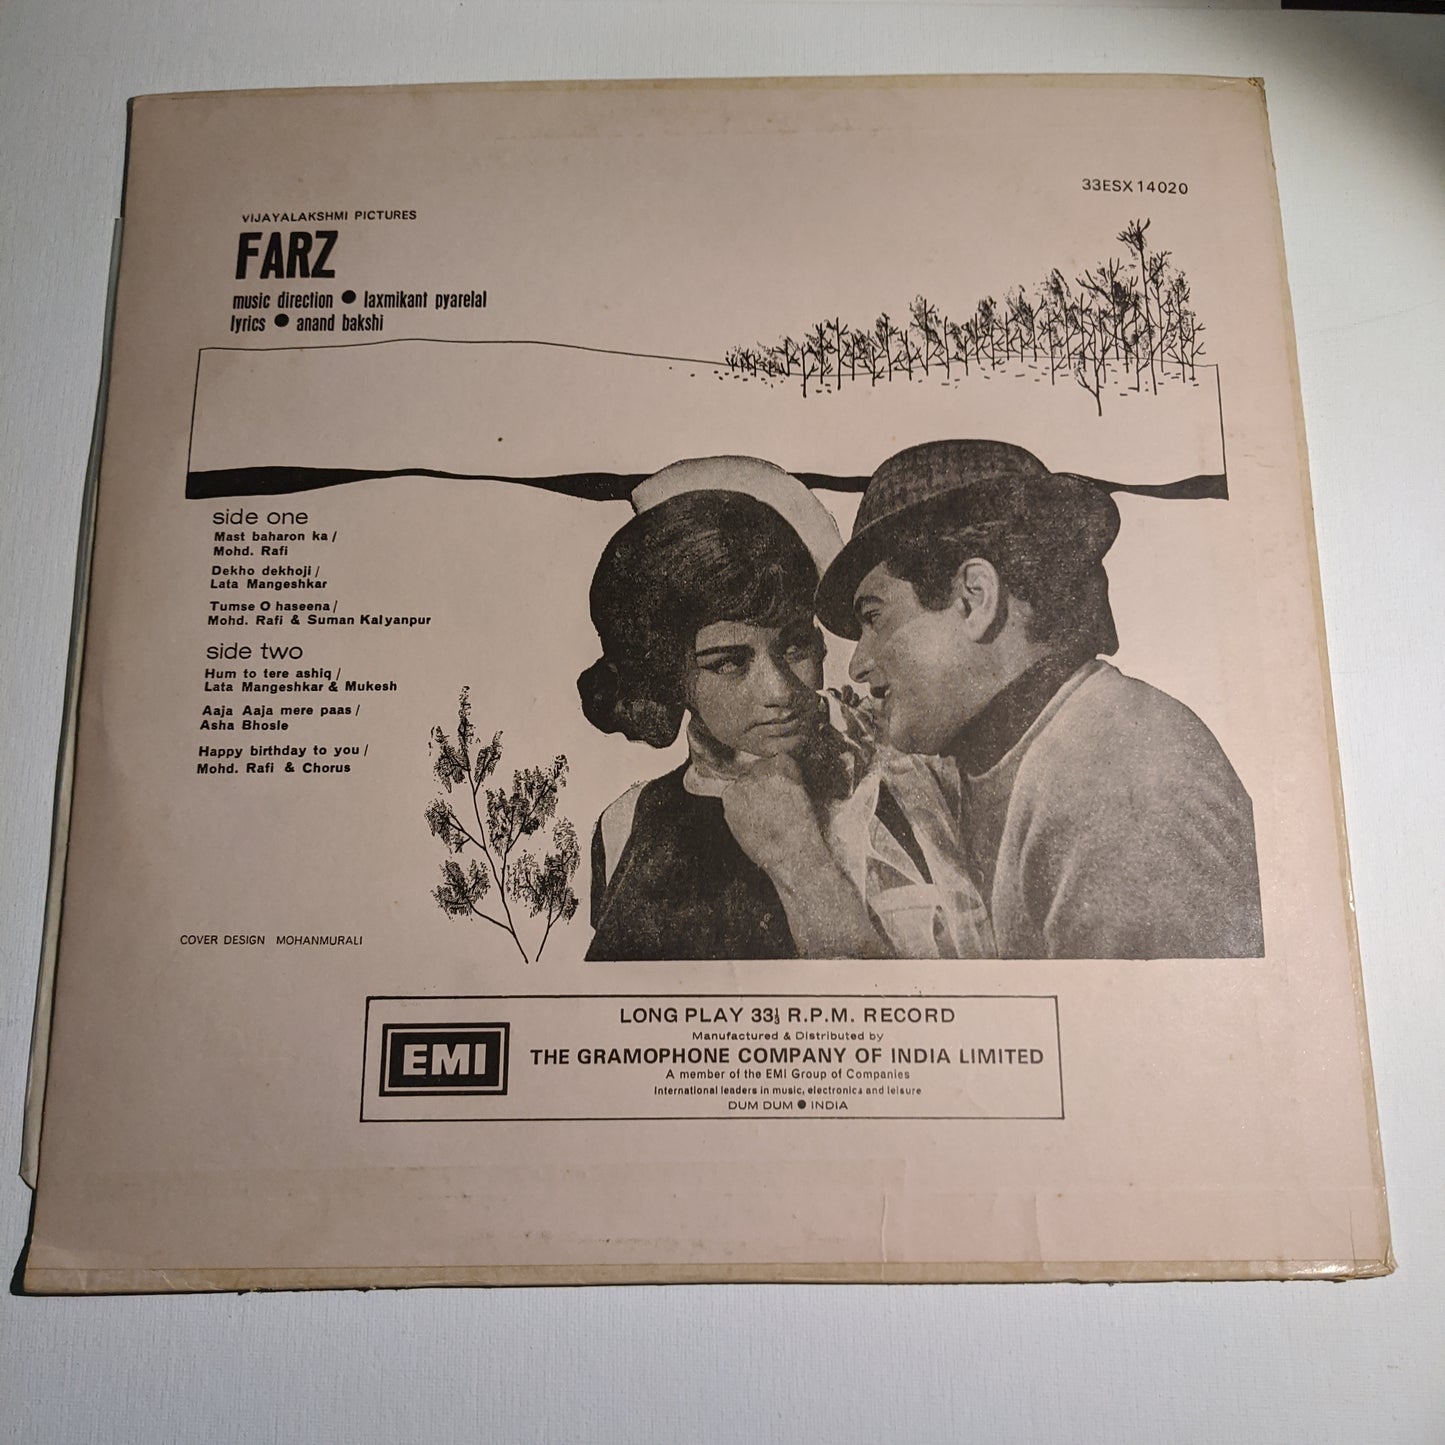 33ESX 14020
VIJAYALAKSHMI PICTURES
FARZ
music direction ● laxmikant pyarelal
lyrics ● anand bakshi
side one
Mast baharon ka /
Mohd. Rafi
Dekho dekhoji /
Lata Mangeshkar
Tumse O haseena /
Mohd. Rafi & Suman Kalyanpur
side two
Hum to tere ashiq /
Lata Mangeshkar & Mukesh
Aaja Aaja mere paas /
Asha Bhosle
Happy birthday to you /
Mohd. Rafi & Chorus
COVER DESIGN MOHANMURALI
EMI
LONG PLAY 33⅓ R.P.M. RECORD
Manufactured & Distributed by
THE GRAMOPHONE COMPANY OF INDIA LIMITED
A member of the EMI Group of Companies
International leaders in music, electronics and leisure
DUM DUM ● INDIA